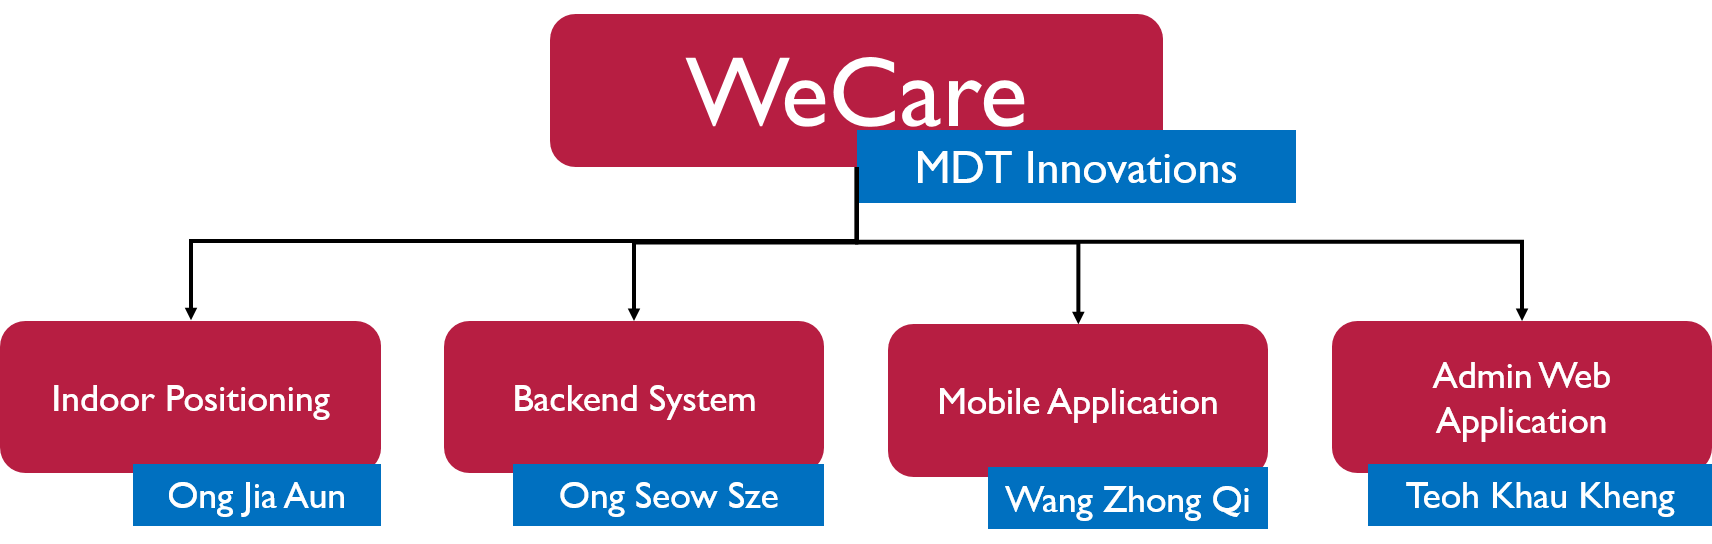 WeCare
MDT Innovations
Indoor Positioning
Ong Jia Aun
Backend System
Ong Seow Sze
Mobile Application
Wang Zhong Qi
Admin Web
Application
Teoh Khau Kheng